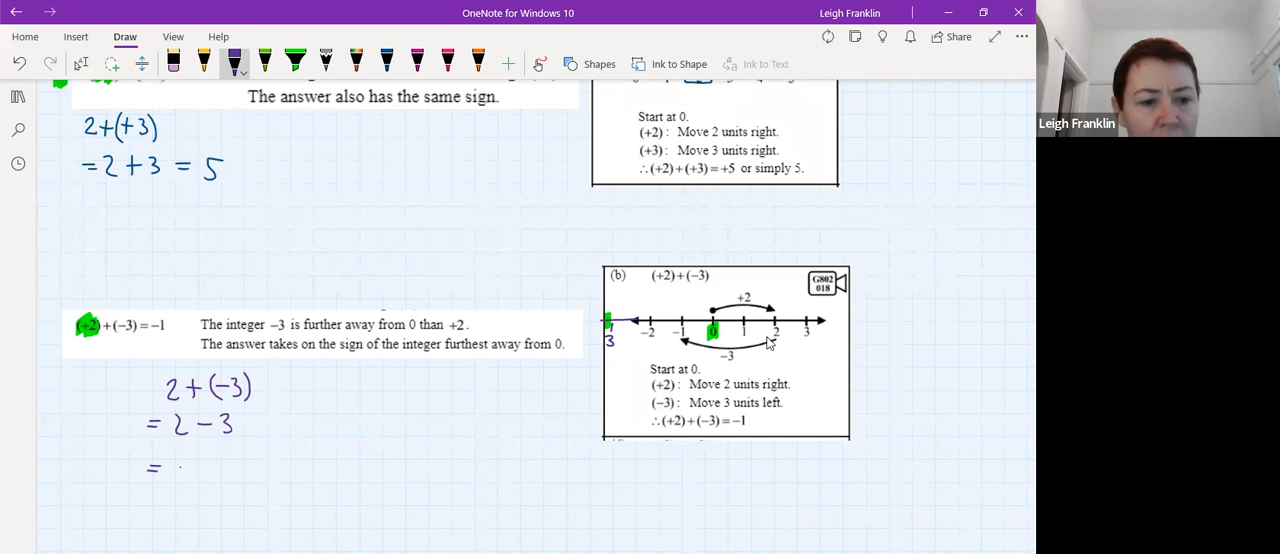 OneNote for Windows 10
Leigh Franklin
Home Insert Draw View Help
Share
Shapes Ink to Shape Ink to Text
The answer also has the same sign.
2+(+3)
=2+3 = 5
Start at 0.
(+2): Move 2 units right.
(+3): Move 3 units right.
∴(+2)+(+3)=+5 or simply 5.
(+2)+(−3)=−1 The integer −3 is further away from 0 than +2.
The answer takes on the sign of the integer furthest away from 0.
2+(−3)
= 2 − 3
=
(b) (+2)+(−3)
G802
018
+2
3 −2 −1 0 1 2 3
−3
Start at 0.
(+2): Move 2 units right.
(−3): Move 3 units left.
∴(+2)+(−3)=−1
Leigh Franklin